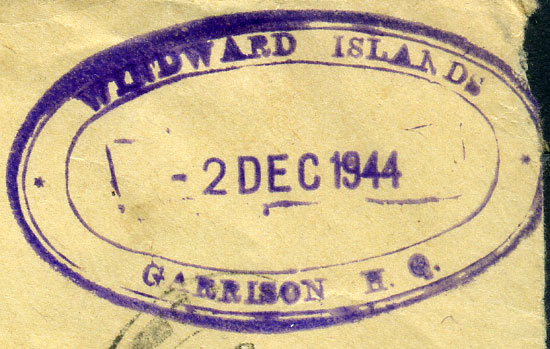 WINDWARD ISLANDS
- 2 DEC 1944
GARRISON H. Q.